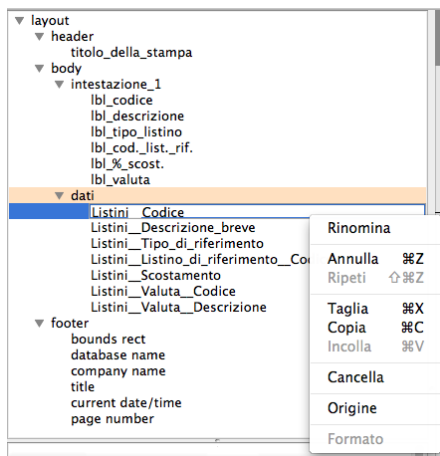 layout
header
titolo_della_stampa
body
intestazione_1
lbl_codice
lbl_descrizione
lbl_tipo_listino
lbl_cod._list._rif.
lbl_%_scost.
lbl_valuta
dati
Listini__Codice
Listini__Descrizione_breve
Listini__Tipo_di_riferimento
Listini__Listino_di_riferimento__Co
Listini__Scostamento
Listini__Valuta__Codice
Listini__Valuta__Descrizione
footer
bounds rect
database name
company name
title
current date/time
page number
Rinomina
Annulla ⌘Z
Ripeti ⇧⌘Z
Taglia ⌘X
Copia ⌘C
Incolla ⌘V
Cancella
Origine
Formato